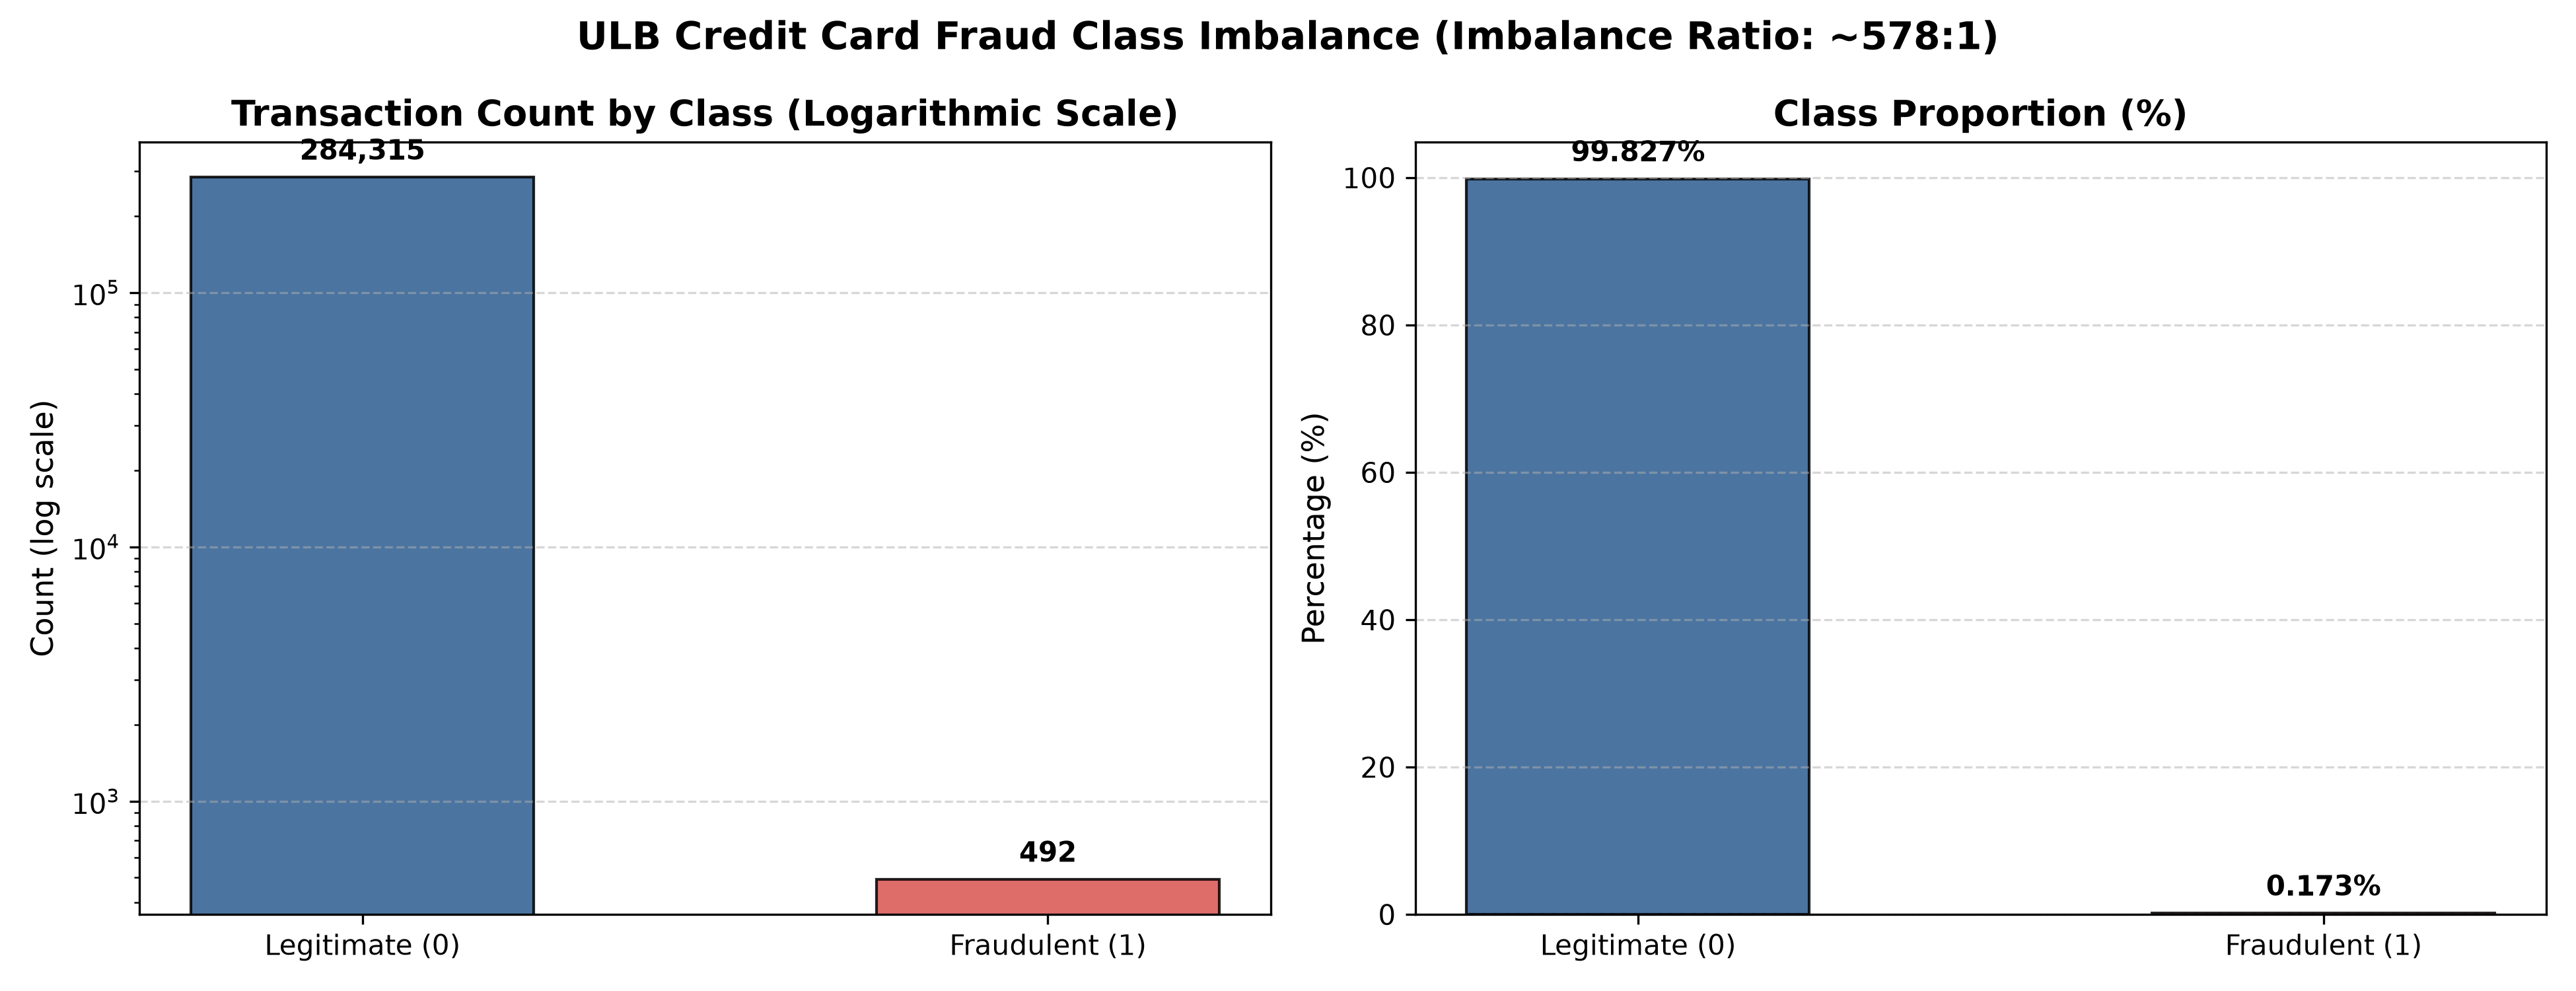 ULB Credit Card Fraud Class Imbalance (Imbalance Ratio: ~578:1)
Transaction Count by Class (Logarithmic Scale)
284,315
10⁵
10⁴
10³
Count (log scale)
492
Legitimate (0)
Fraudulent (1)
Class Proportion (%)
99.827%
100
80
60
40
20
0
Percentage (%)
0.173%
Legitimate (0)
Fraudulent (1)